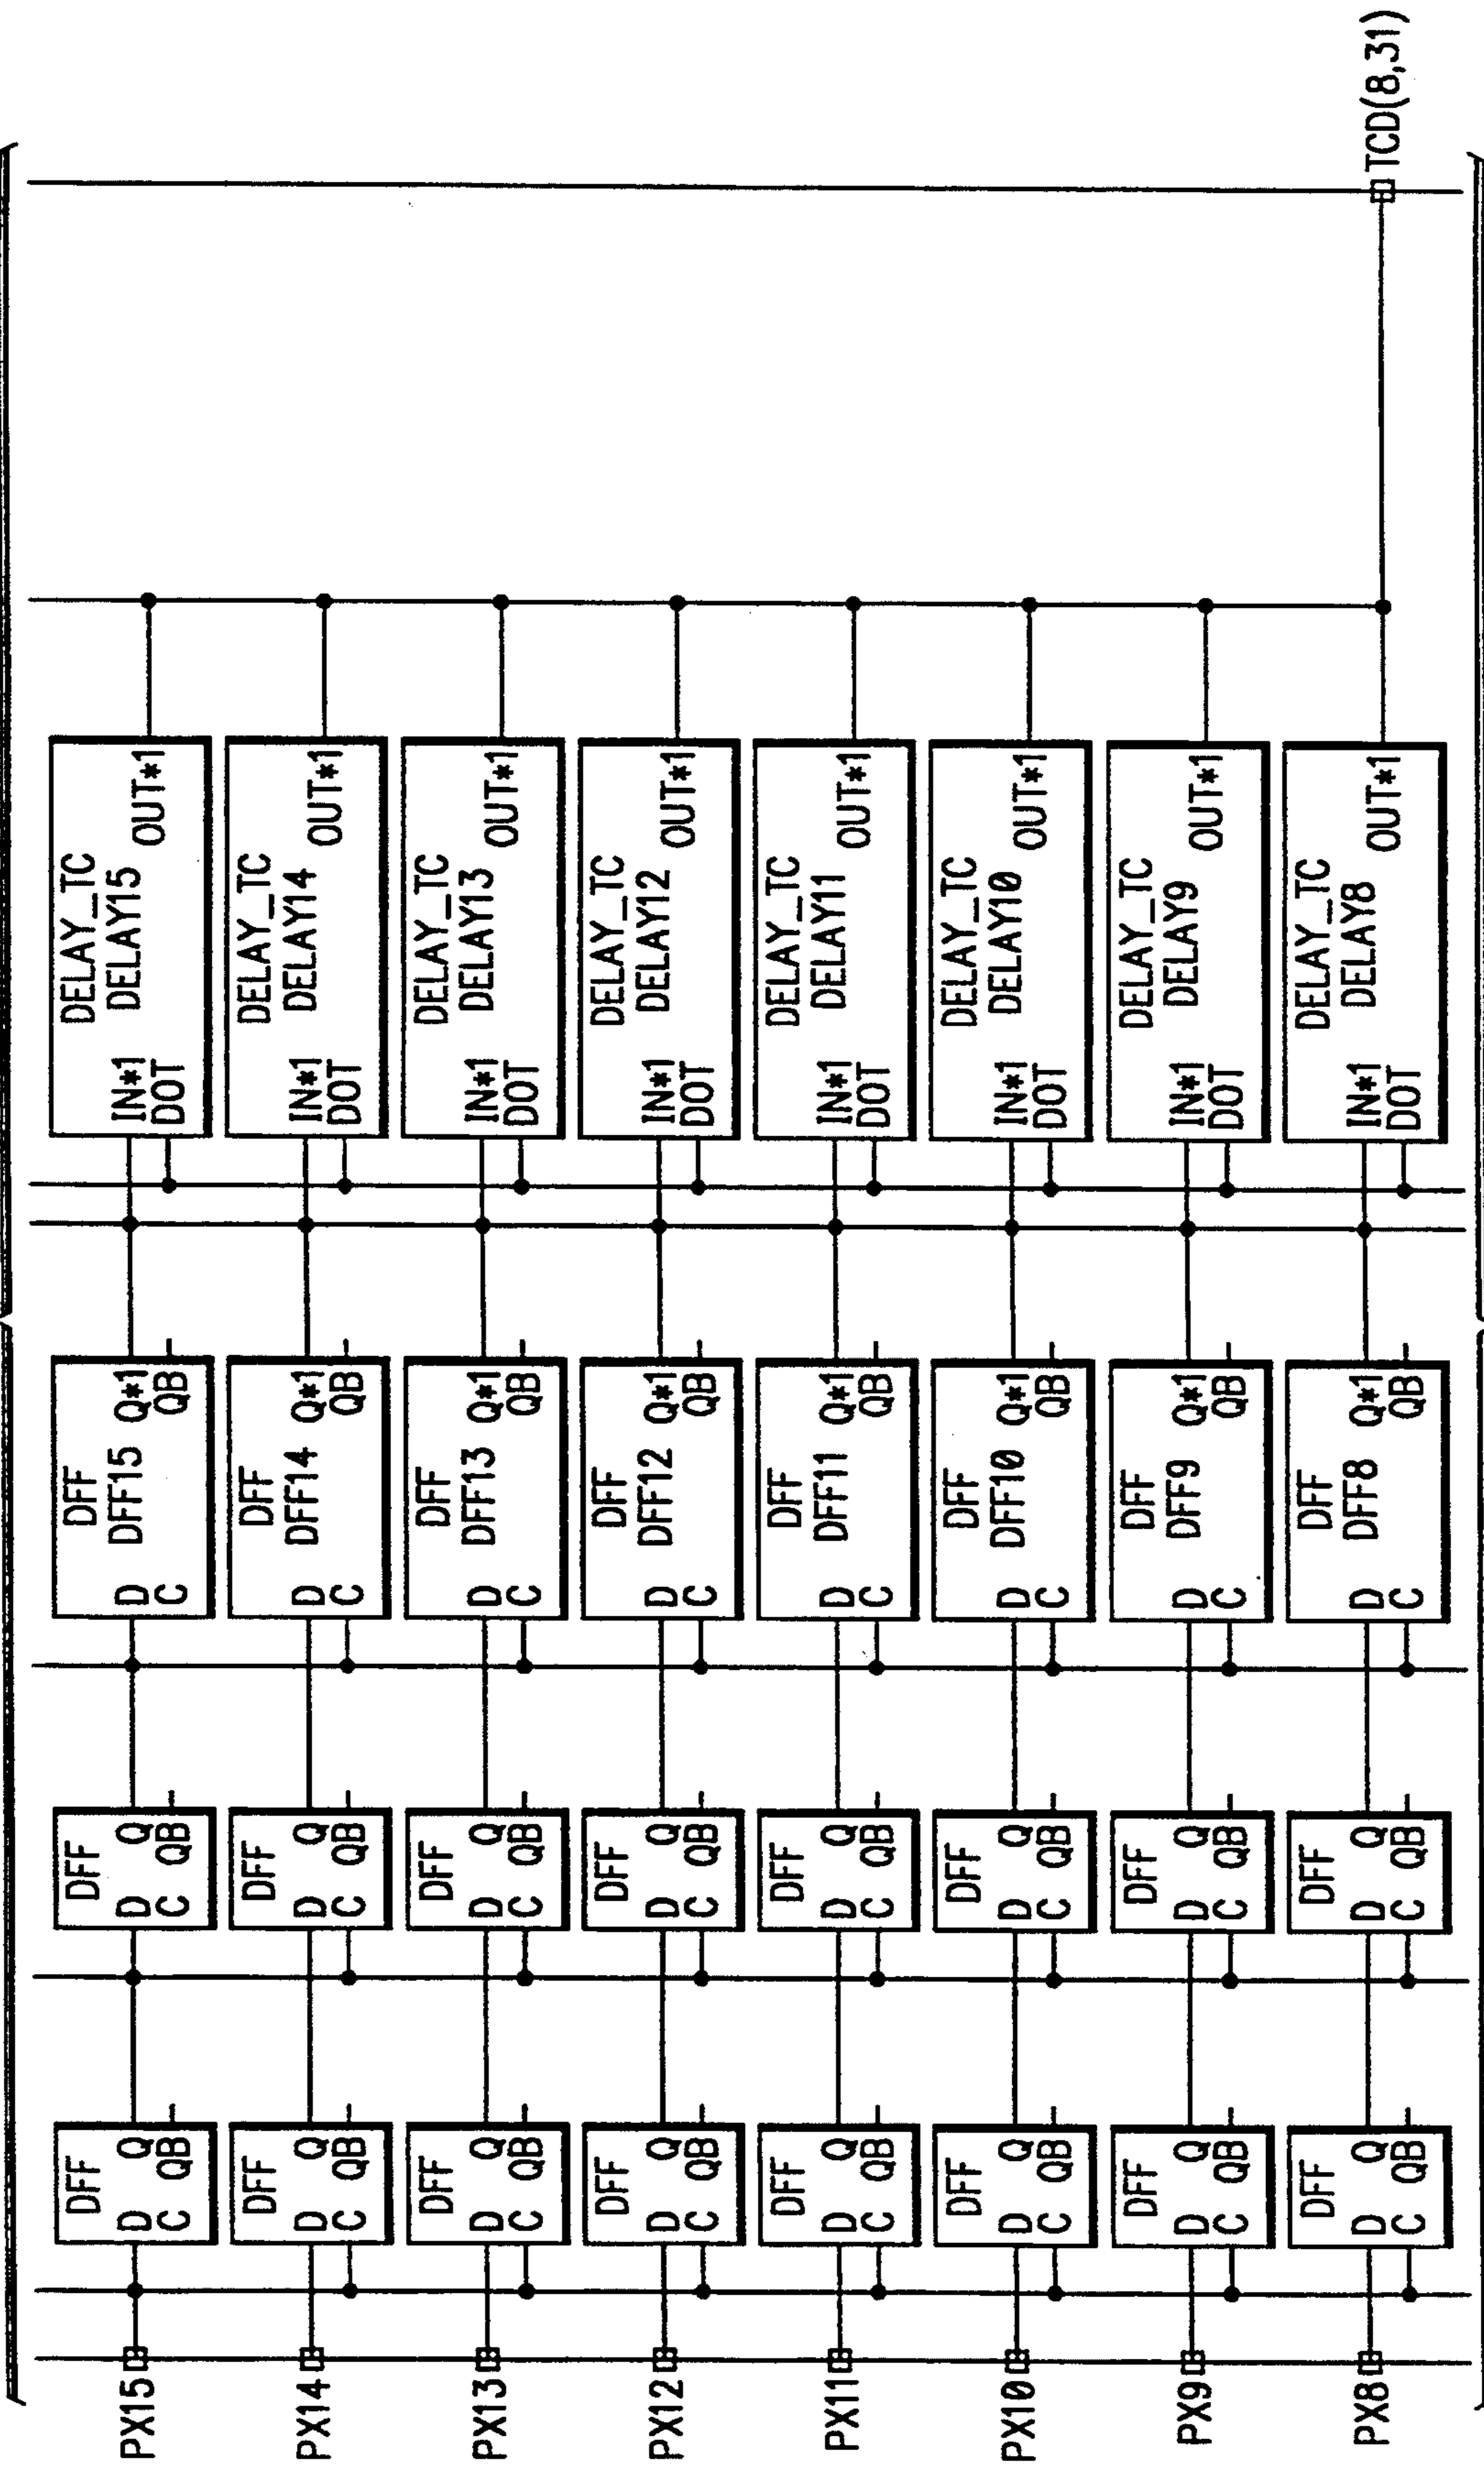 PX15
DFF
D Q
C QB
DFF
D Q
C QB
DFF
DFF15
D Q*1
C QB
DELAY_TC
DELAY15
IN*1 OUT*1
DOT
PX14
DFF
D Q
C QB
DFF
D Q
C QB
DFF
DFF14
D Q*1
C QB
DELAY_TC
DELAY14
IN*1 OUT*1
DOT
PX13
DFF
D Q
C QB
DFF
D Q
C QB
DFF
DFF13
D Q*1
C QB
DELAY_TC
DELAY13
IN*1 OUT*1
DOT
PX12
DFF
D Q
C QB
DFF
D Q
C QB
DFF
DFF12
D Q*1
C QB
DELAY_TC
DELAY12
IN*1 OUT*1
DOT
PX11
DFF
D Q
C QB
DFF
D Q
C QB
DFF
DFF11
D Q*1
C QB
DELAY_TC
DELAY11
IN*1 OUT*1
DOT
PX10
DFF
D Q
C QB
DFF
D Q
C QB
DFF
DFF10
D Q*1
C QB
DELAY_TC
DELAY10
IN*1 OUT*1
DOT
PX9
DFF
D Q
C QB
DFF
D Q
C QB
DFF
DFF9
D Q*1
C QB
DELAY_TC
DELAY9
IN*1 OUT*1
DOT
PX8
DFF
D Q
C QB
DFF
D Q
C QB
DFF
DFF8
D Q*1
C QB
DELAY_TC
DELAY8
IN*1 OUT*1
DOT
TCD(8,31)